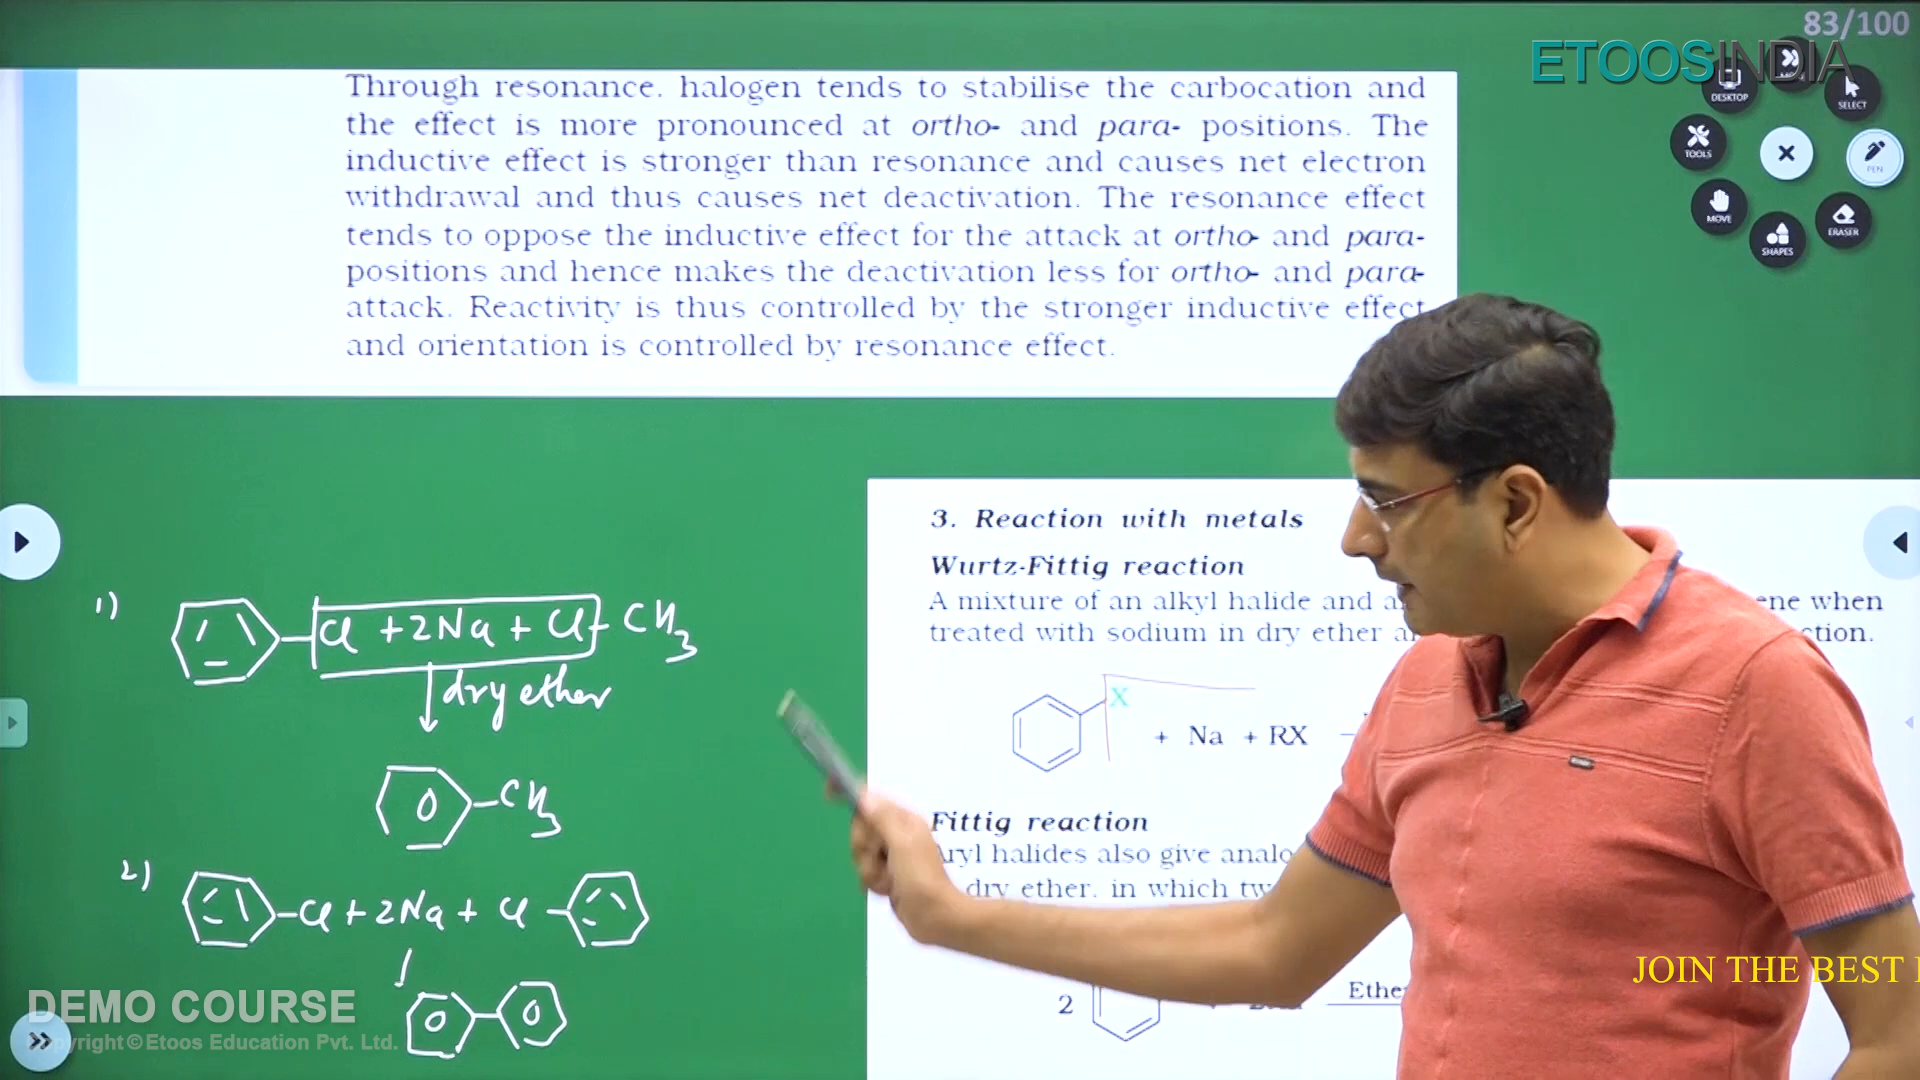 83/100
ETOOSINDIA
DESKTOP
SELECT
TOOLS
PEN
MOVE
ERASER
SHAPES
Through resonance. halogen tends to stabilise the carbocation and
the effect is more pronounced at ortho- and para- positions. The
inductive effect is stronger than resonance and causes net electron
withdrawal and thus causes net deactivation. The resonance effect
tends to oppose the inductive effect for the attack at ortho- and para-
positions and hence makes the deactivation less for ortho- and para-
attack. Reactivity is thus controlled by the stronger inductive effect
and orientation is controlled by resonance effect.
1)
Cl + 2Na + Cl - CH3
dry ether
CH3
2)
Cl + 2Na + Cl
3. Reaction with metals
Wurtz-Fittig reaction
A mixture of an alkyl halide and a ene when
treated with sodium in dry ether ction.
X
+ Na + RX
Fittig reaction
Aryl halides also give analo
dry ether. in which tw
2
Ethe
JOIN THE BEST
DEMO COURSE
Copyright©Etoos Education Pvt. Ltd.